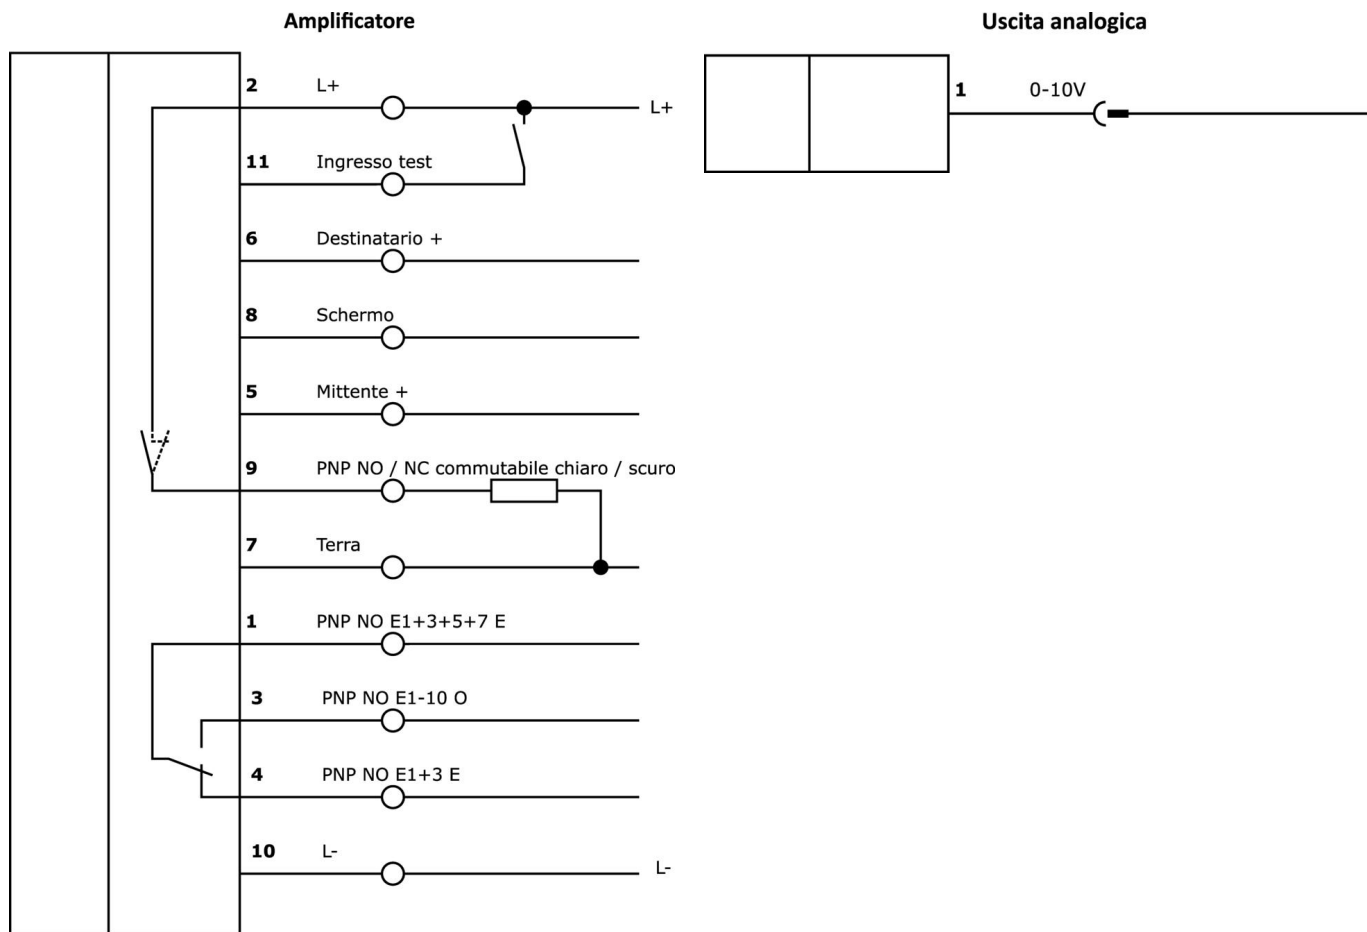 Amplificatore
Uscita analogica
2 L+
L+
11 Ingresso test
6 Destinatario +
8 Schermo
5 Mittente +
9 PNP NO / NC commutabile chiaro / scuro
7 Terra
1 PNP NO E1+3+5+7 E
3 PNP NO E1-10 O
4 PNP NO E1+3 E
10 L-
L-
1 0-10V